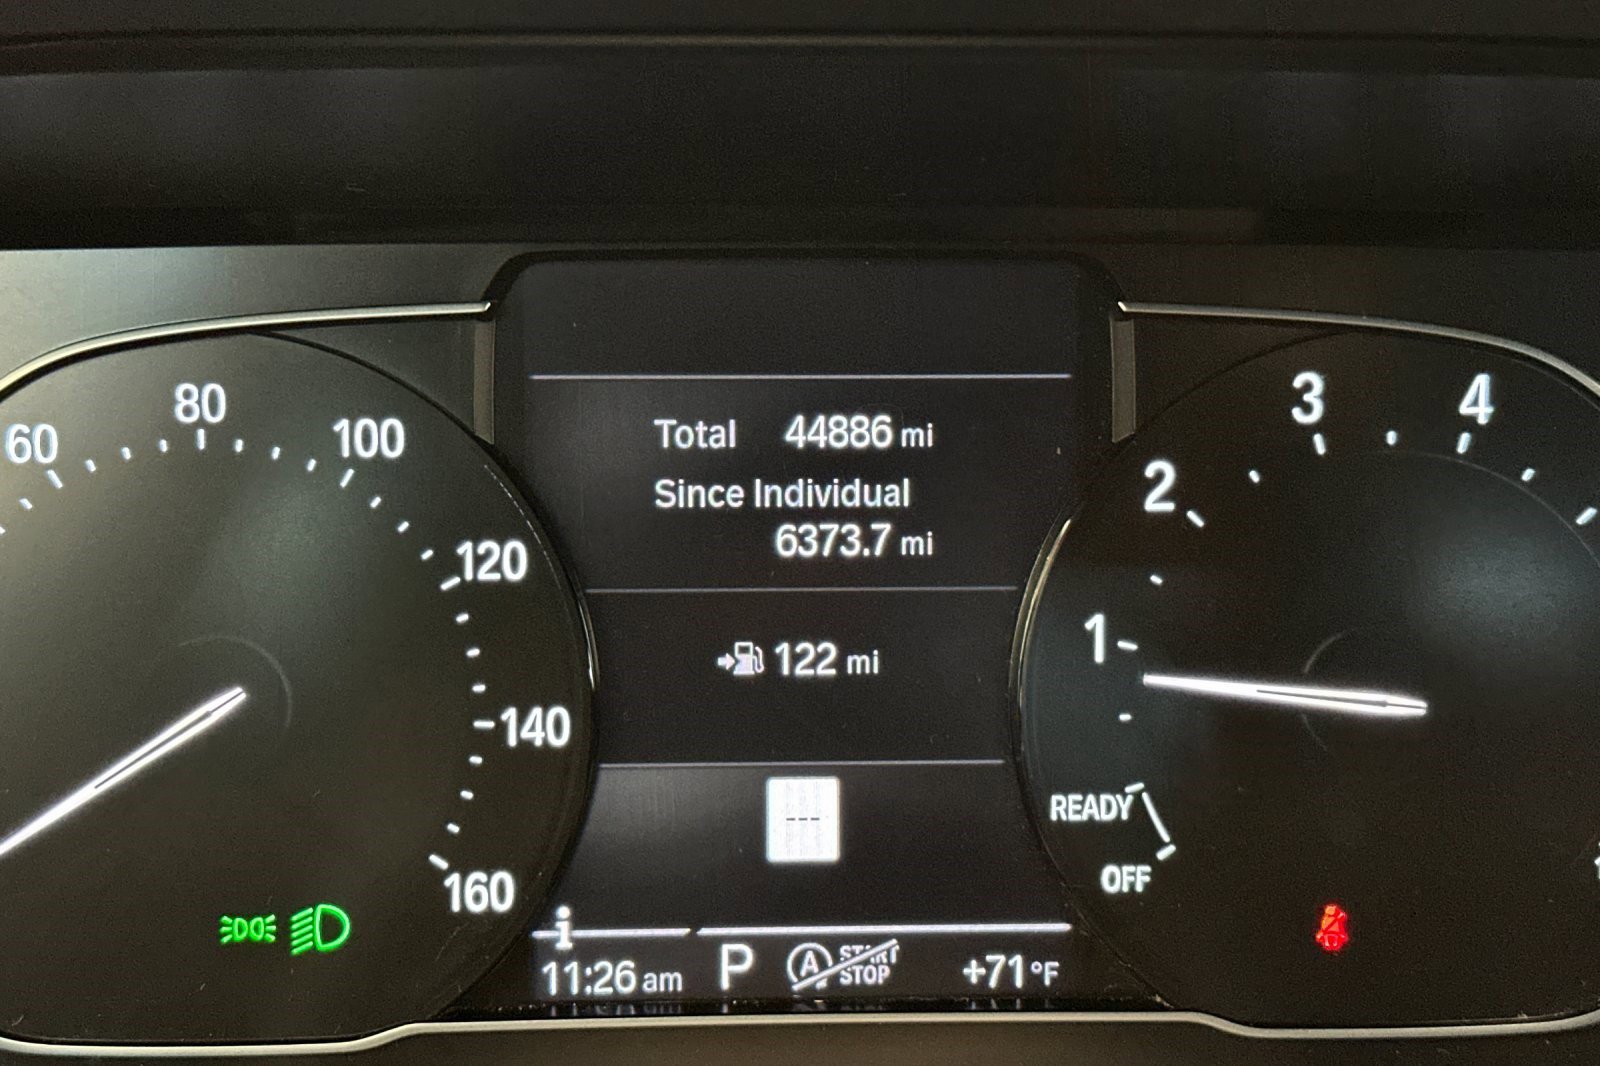 60
80
100
120
140
160
Total 44886 mi
Since Individual
6373.7 mi
122 mi
---
11:26 am P A START STOP +71 °F
4
3
2
1
READY
OFF